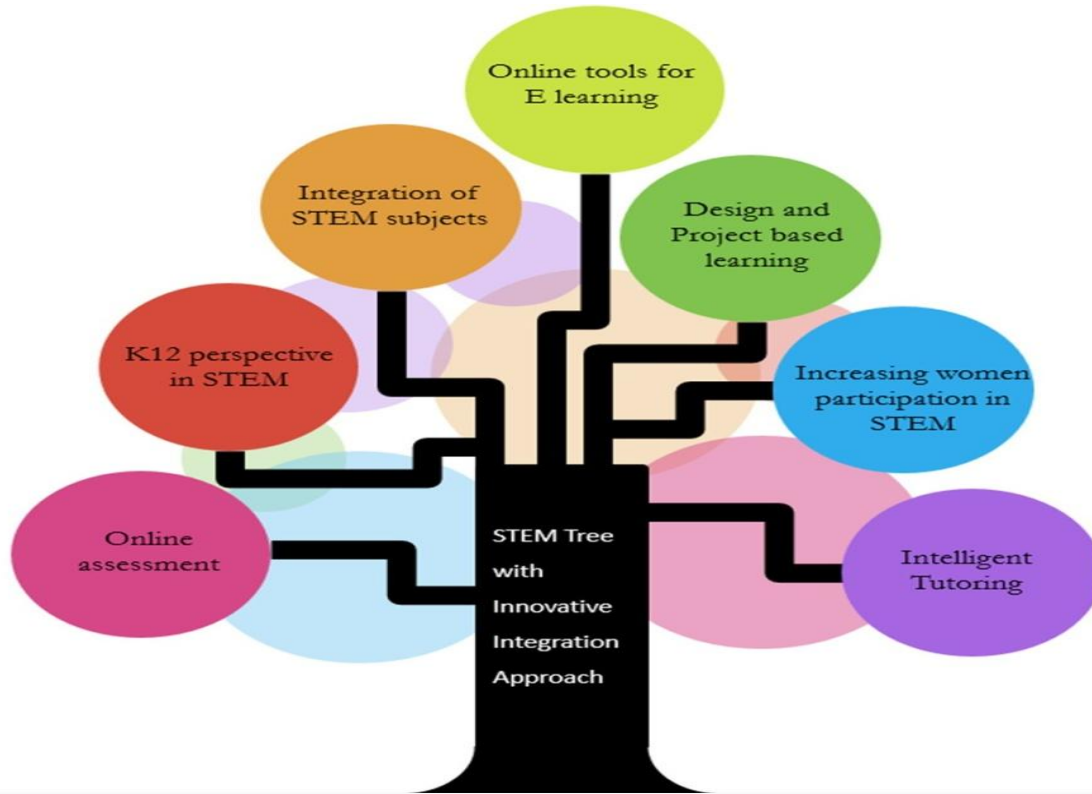 Online tools for
E learning
Integration of
STEM subjects
Design and
Project based
learning
K12 perspective
in STEM
Increasing women
participation in
STEM
Online
assessment
Intelligent
Tutoring
STEM Tree
with
Innovative
Integration
Approach